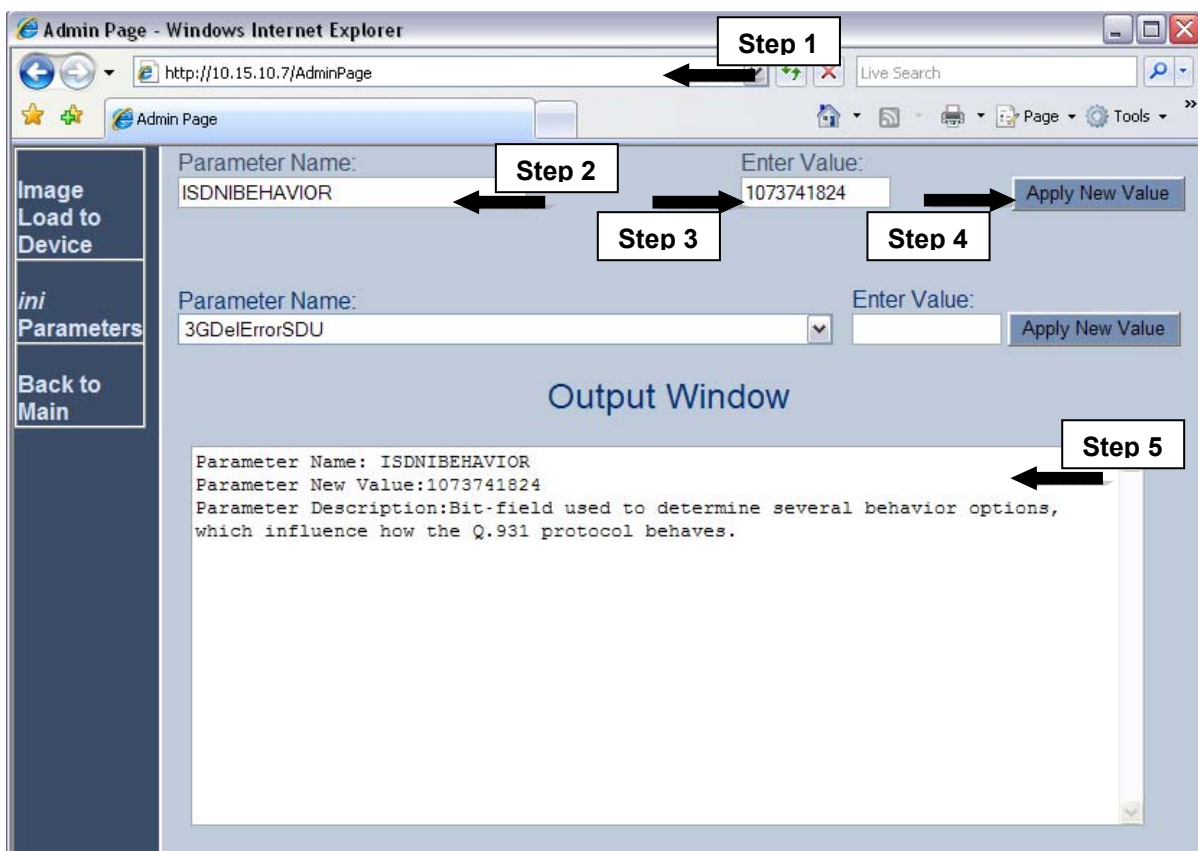 Admin Page - Windows Internet Explorer
Step 1
http://10.15.10.7/AdminPage
Live Search
Admin Page
Page
Tools
Parameter Name:
Enter Value:
Step 2
ISDNIBEHAVIOR
1073741824
Apply New Value
Step 3
Step 4
Image
Load to
Device
ini
Parameters
Back to
Main
Parameter Name:
Enter Value:
3GDelErrorSDU
Apply New Value
Output Window
Step 5
Parameter Name: ISDNIBEHAVIOR
Parameter New Value:1073741824
Parameter Description:Bit-field used to determine several behavior options,
which influence how the Q.931 protocol behaves.